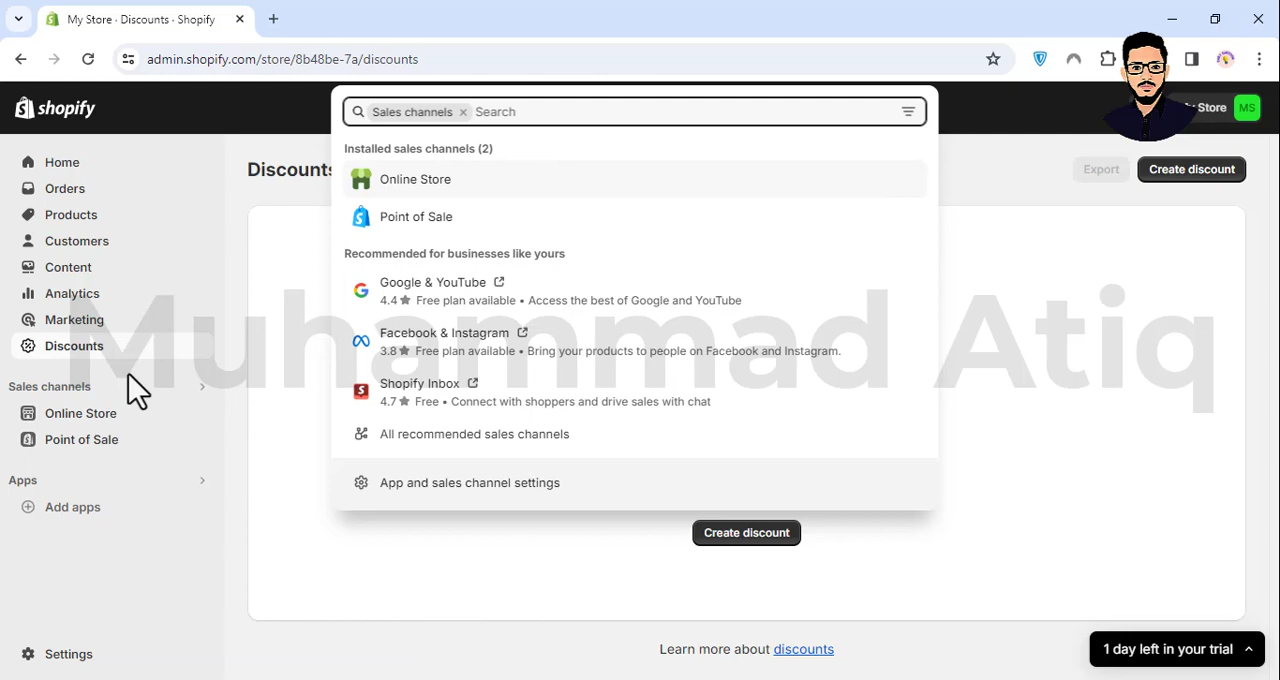 My Store · Discounts · Shopify
admin.shopify.com/store/8b48be-7a/discounts
shopify
Sales channels
Search
Store
MS
Home
Orders
Products
Customers
Content
Analytics
Marketing
Discounts
Sales channels
Online Store
Point of Sale
Apps
Add apps
Settings
Installed sales channels (2)
Online Store
Point of Sale
Recommended for businesses like yours
Google & YouTube
4.4★ Free plan available • Access the best of Google and YouTube
Facebook & Instagram
3.8★ Free plan available • Bring your products to people on Facebook and Instagram.
Shopify Inbox
4.7★ Free • Connect with shoppers and drive sales with chat
All recommended sales channels
App and sales channel settings
Discounts
Export
Create discount
Create discount
Learn more about discounts
1 day left in your trial
Muhammad Atiq